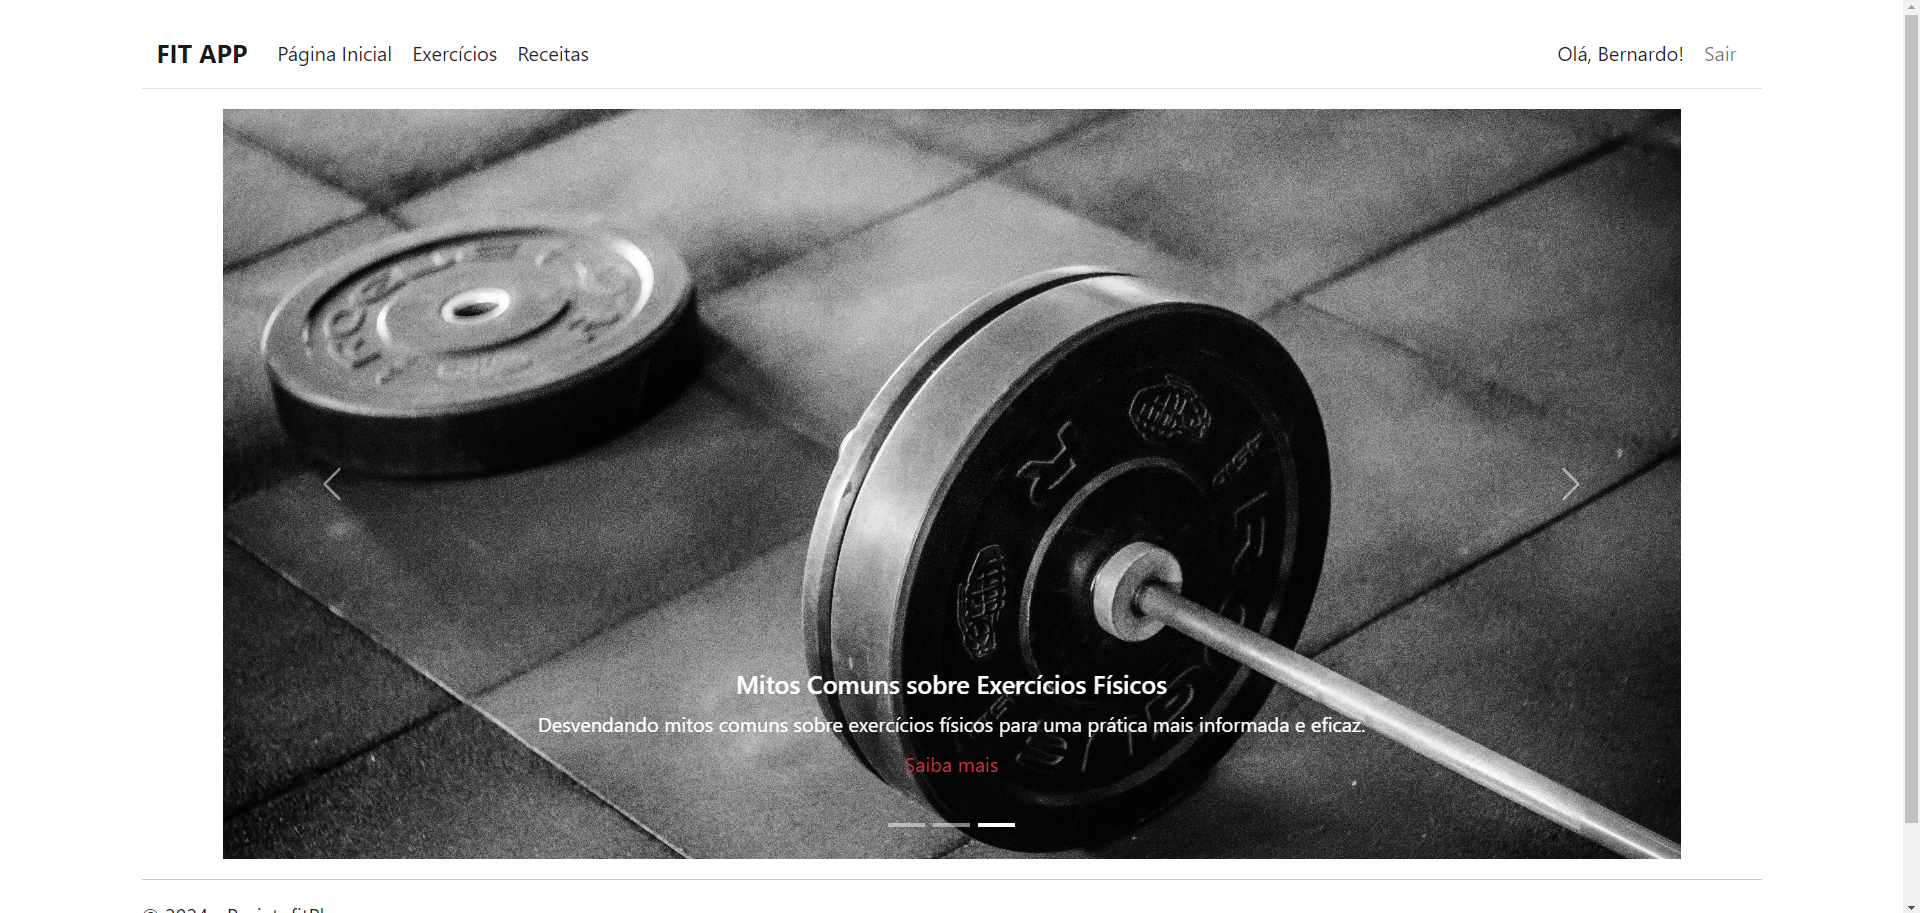 FIT APP Página Inicial Exercícios Receitas Olá, Bernardo! Sair
Mitos Comuns sobre Exercícios Físicos
Desvendando mitos comuns sobre exercícios físicos para uma prática mais informada e eficaz.
Saiba mais
© 2024